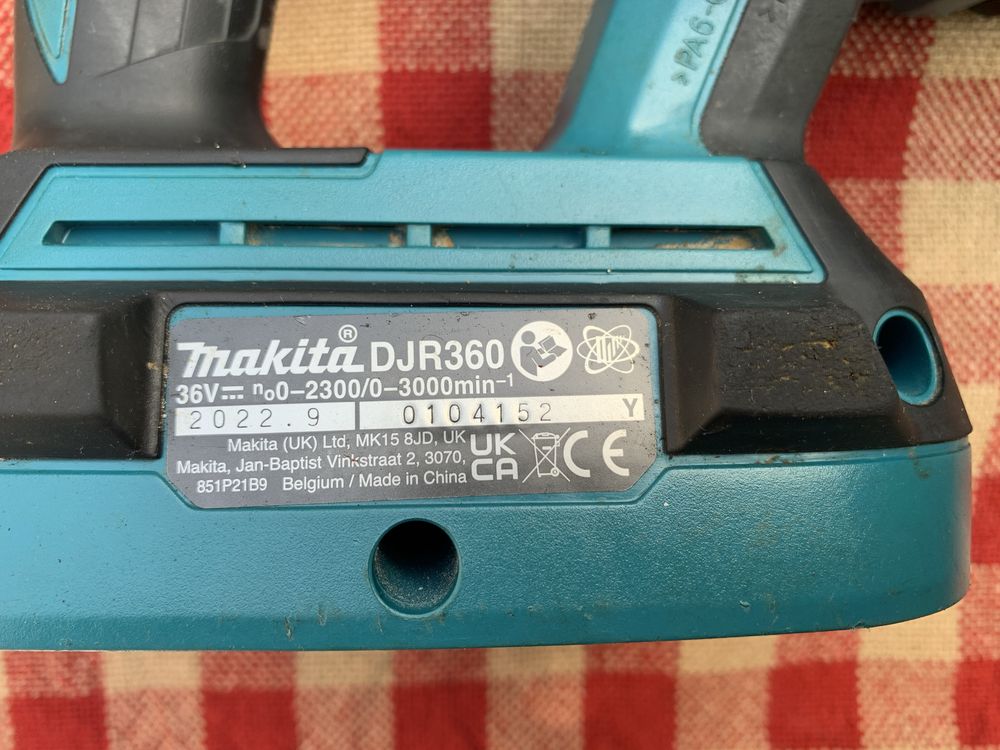 >PA6-
makita® DJR360
36V⎓ n₀0–2300/0–3000min⁻¹
2022.9 0104152 Y
Makita (UK) Ltd, MK15 8JD, UK
Makita, Jan-Baptist Vinkstraat 2, 3070,
851P21B9 Belgium / Made in China
UK
CA
CE